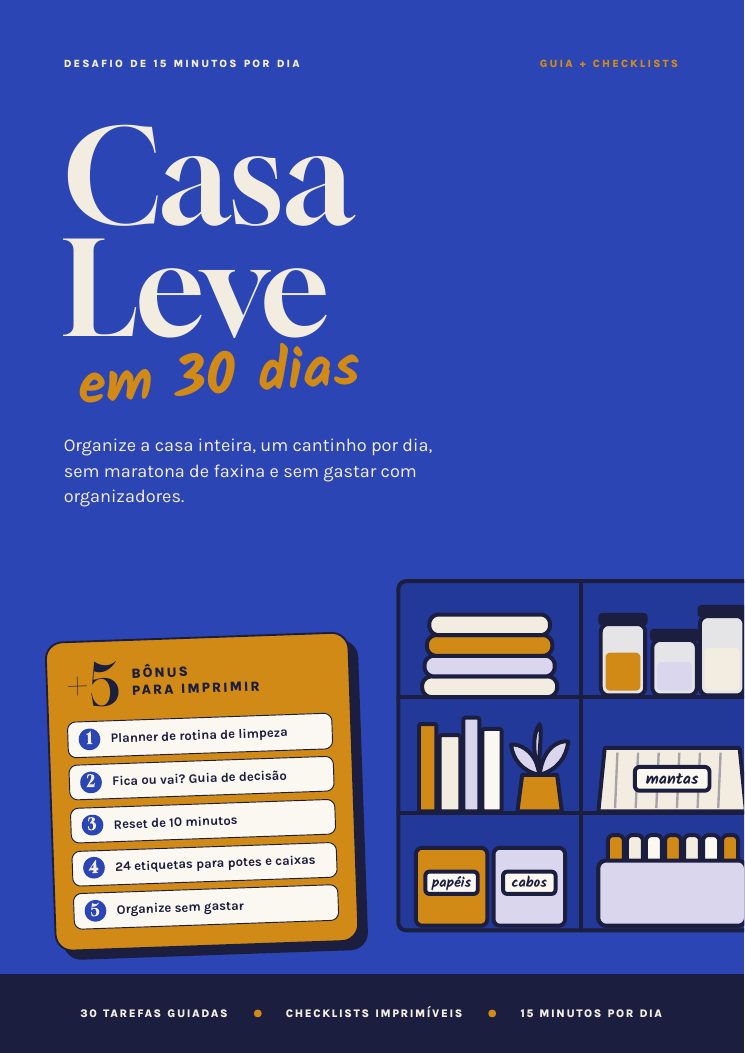 DESAFIO DE 15 MINUTOS POR DIA
GUIA + CHECKLISTS
Casa
Leve
em 30 dias
Organize a casa inteira, um cantinho por dia,
sem maratona de faxina e sem gastar com
organizadores.
+5
BÔNUS
PARA IMPRIMIR
1 Planner de rotina de limpeza
2 Fica ou vai? Guia de decisão
3 Reset de 10 minutos
4 24 etiquetas para potes e caixas
5 Organize sem gastar
mantas
papéis
cabos
30 TAREFAS GUIADAS • CHECKLISTS IMPRIMÍVEIS • 15 MINUTOS POR DIA